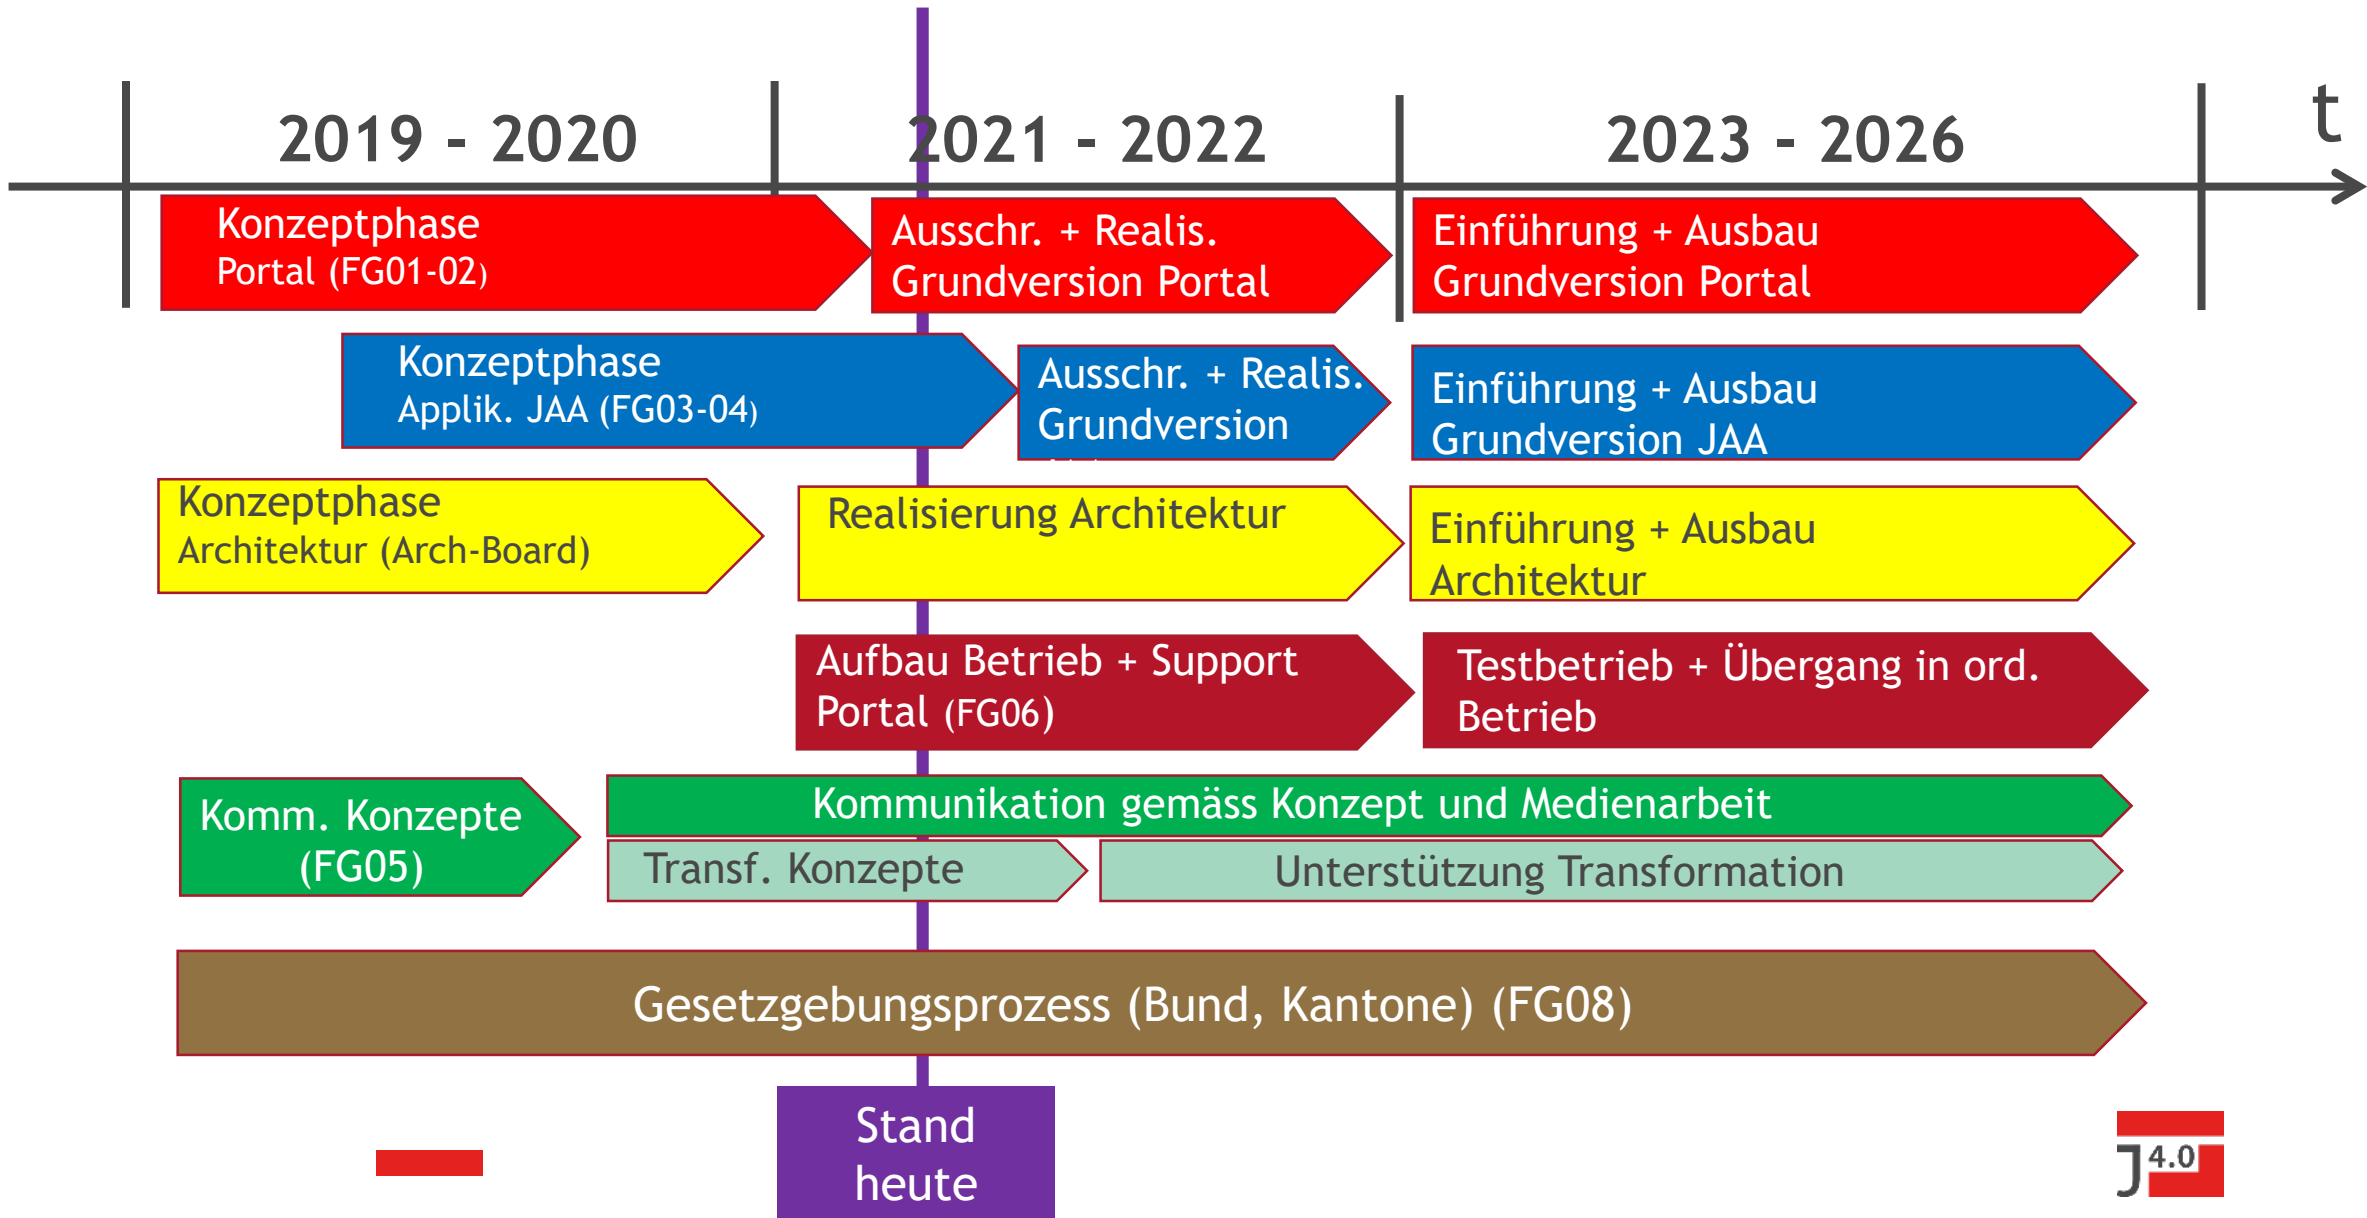 2019 - 2020
2021 - 2022
2023 - 2026
t
Konzeptphase
Portal (FG01-02)
Ausschr. + Realis.
Grundversion Portal
Einführung + Ausbau
Grundversion Portal
Konzeptphase
Applik. JAA (FG03-04)
Ausschr. + Realis.
Grundversion
Einführung + Ausbau
Grundversion JAA
Konzeptphase
Architektur (Arch-Board)
Realisierung Architektur
Einführung + Ausbau
Architektur
Aufbau Betrieb + Support
Portal (FG06)
Testbetrieb + Übergang in ord.
Betrieb
Komm. Konzepte
(FG05)
Kommunikation gemäss Konzept und Medienarbeit
Transf. Konzepte
Unterstützung Transformation
Gesetzgebungsprozess (Bund, Kantone) (FG08)
Stand
heute
J 4.0